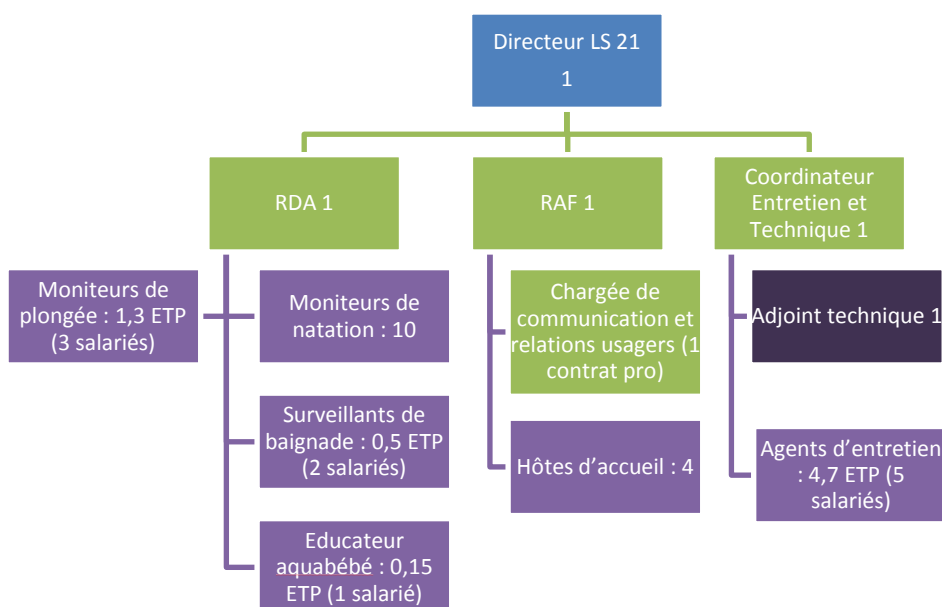 Directeur LS 21
1
RDA 1
RAF 1
Coordinateur
Entretien et
Technique 1
Moniteurs de
plongée : 1,3 ETP
(3 salariés)
Moniteurs de
natation : 10
Chargée de
communication et
relations usagers (1
contrat pro)
Adjoint technique 1
Surveillants de
baignade : 0,5 ETP
(2 salariés)
Hôtes d’accueil : 4
Agents d’entretien
: 4,7 ETP (5
salariés)
Educateur
aquabébé : 0,15
ETP (1 salarié)